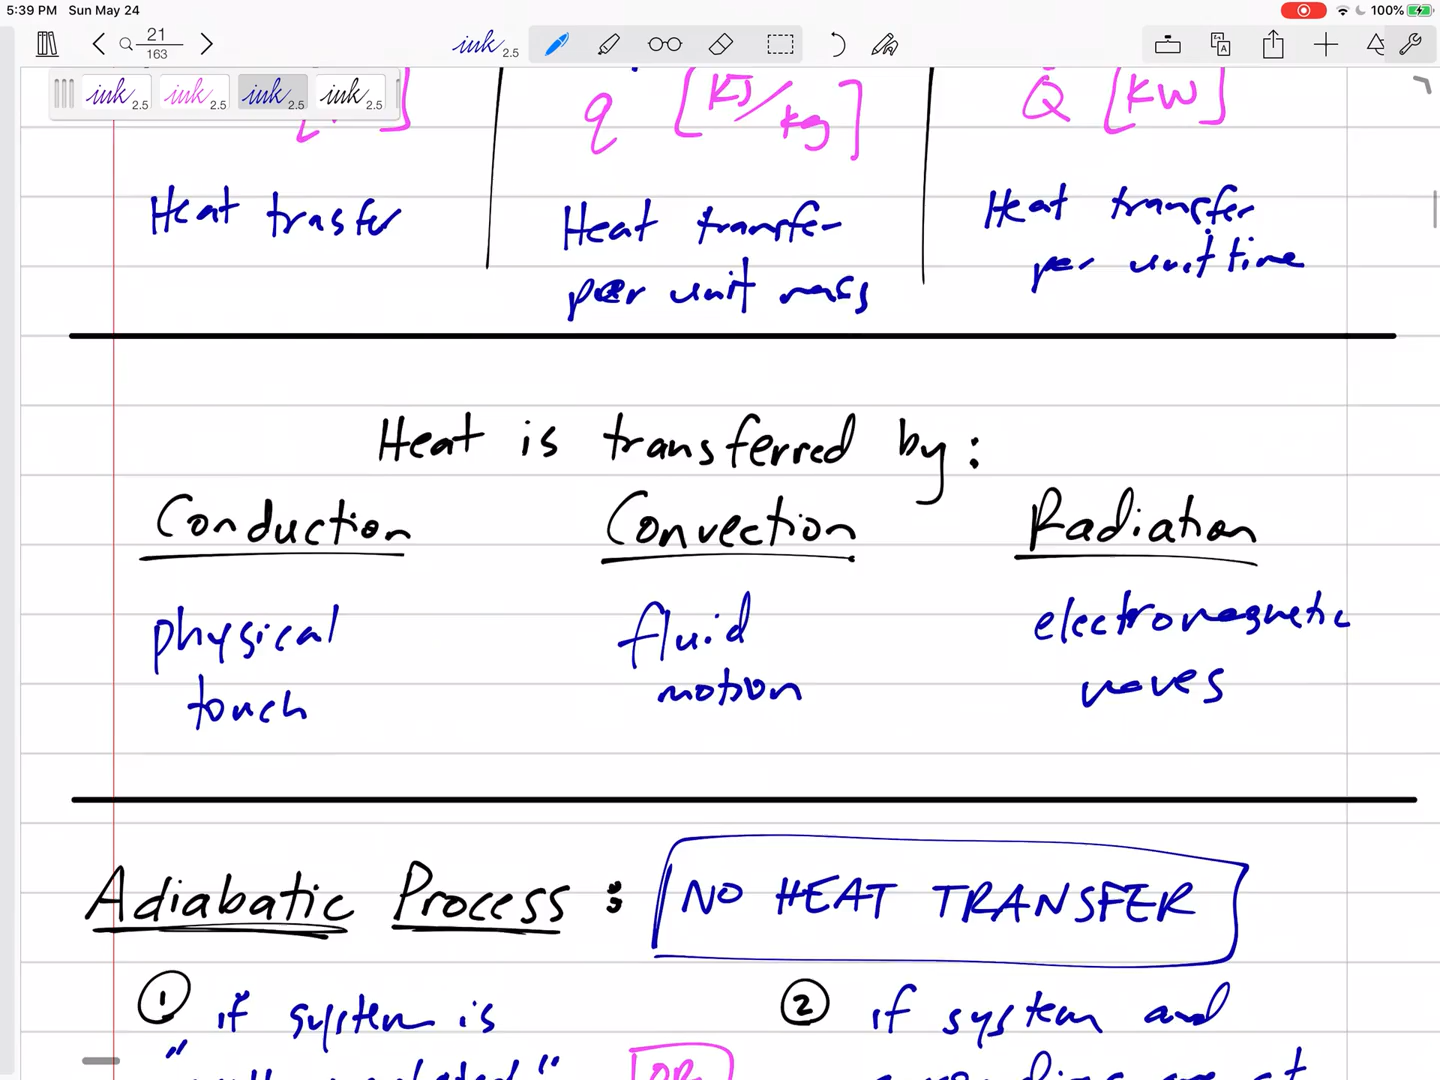 5:39 PM Sun May 24
100%
21
163
ink 2.5
ink 2.5 ink 2.5 ink 2.5 ink 2.5
q [KJ/kg]
Q̇ [KW]
Heat trasfer
Heat transfer
per unit mass
Heat transfer
per unit time
Heat is transferred by:
Conduction
physical
touch
Convection
fluid
motion
Radiation
electromagnetic
waves
Adiabatic Process : NO HEAT TRANSFER
1 if system is
2 if system and
OR